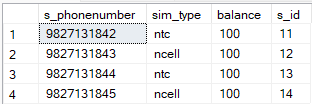 s_phonenumber sim_type balance s_id
1 9827131842 ntc 100 11
2 9827131843 ncell 100 12
3 9827131844 ntc 100 13
4 9827131845 ncell 100 14